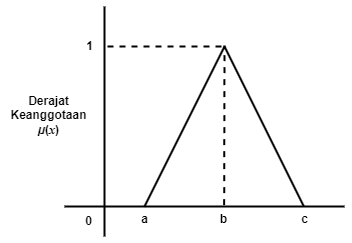 1
Derajat
Keanggotaan
μ(x)
0
a
b
c